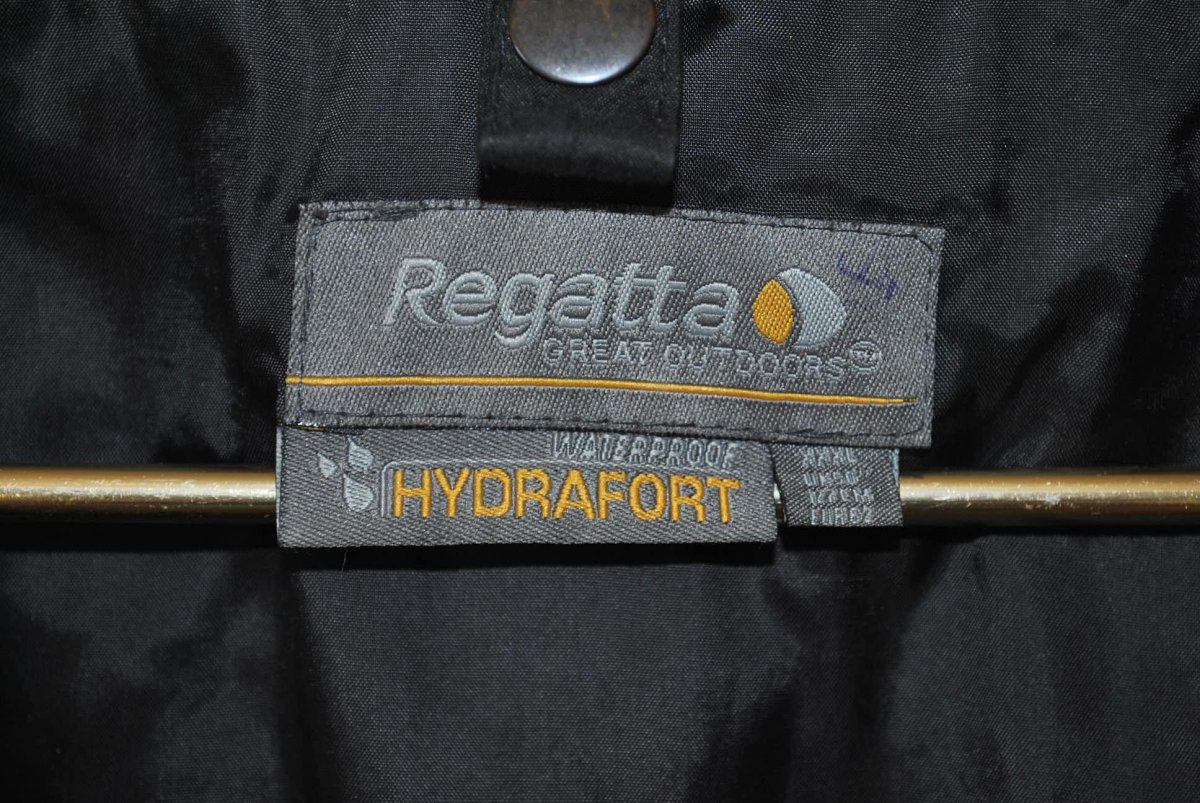 Regatta
GREAT OUTDOORS
WATERPROOF
HYDRAFORT